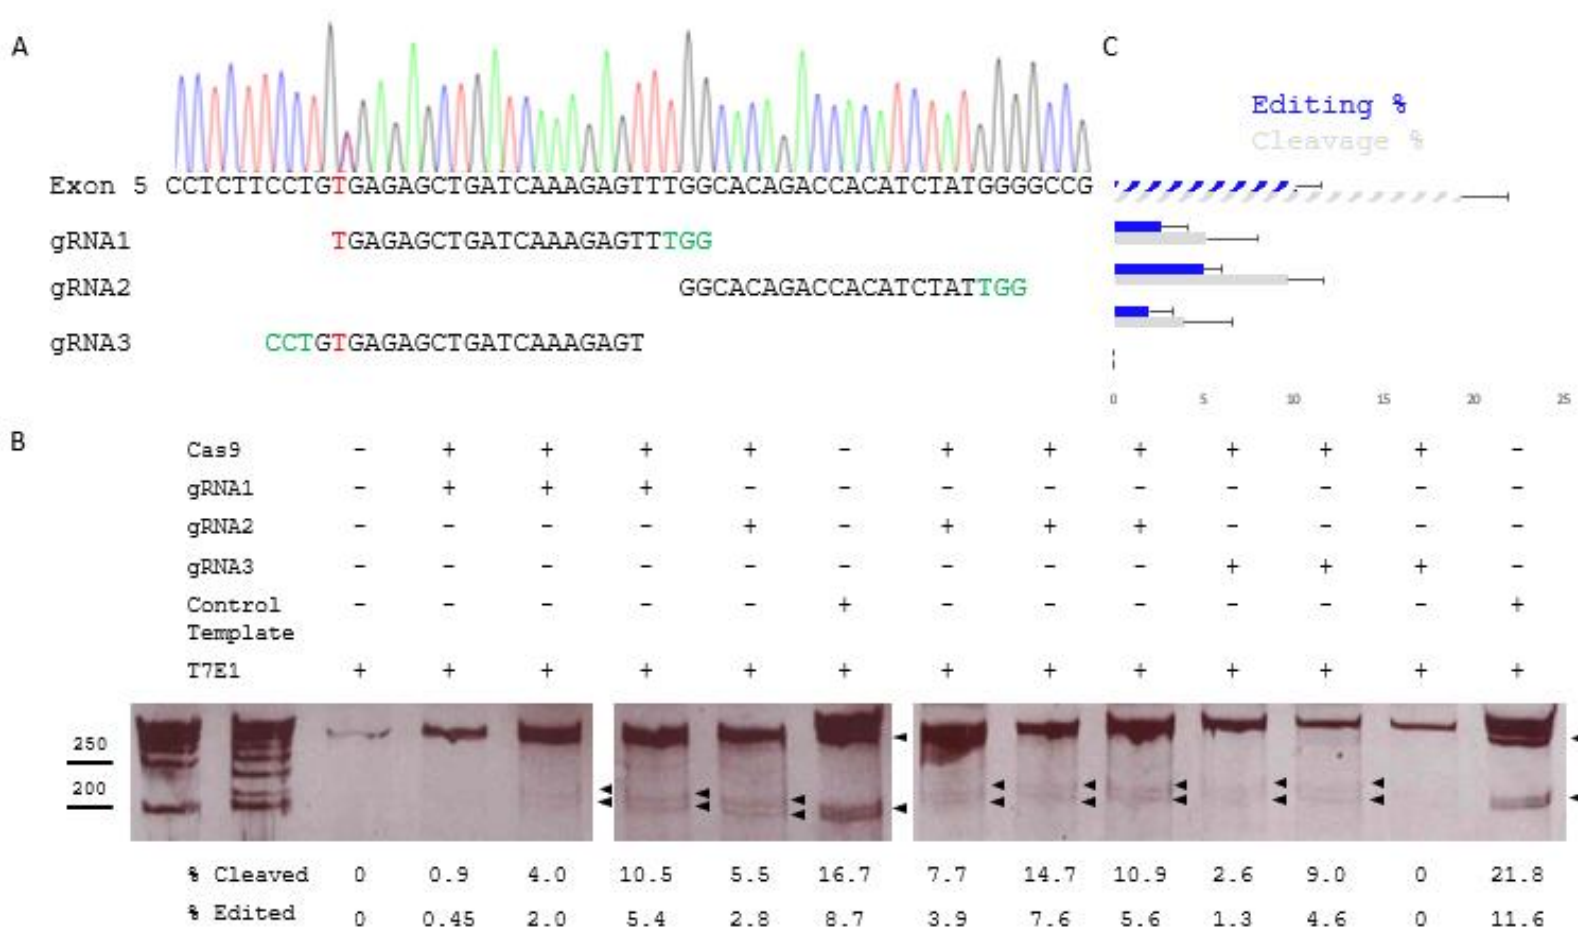 A
C
Editing %
Cleavage %
Exon 5 CCTCTTCCTGTGAGAGCTGATCAAAGAGTTTGGCACAGACCACATCTATGGGGCCG
gRNA1 TGAGAGCTGATCAAAGAGTTTGG
gRNA2 GGCACAGACCACATCTATTGG
gRNA3 CCTGTGAGAGCTGATCAAAGAGT
0 5 10 15 20 25
B
Cas9 - + + + + - + + + + + + -
gRNA1 - + + + - - - - - - - - -
gRNA2 - - - - + - + + + - - - -
gRNA3 - - - - - - - - - + + + -
Control - - - - - + - - - - - - +
Template
T7E1 + + + + + + + + + + + + +
250
200
% Cleaved 0 0.9 4.0 10.5 5.5 16.7 7.7 14.7 10.9 2.6 9.0 0 21.8
% Edited 0 0.45 2.0 5.4 2.8 8.7 3.9 7.6 5.6 1.3 4.6 0 11.6